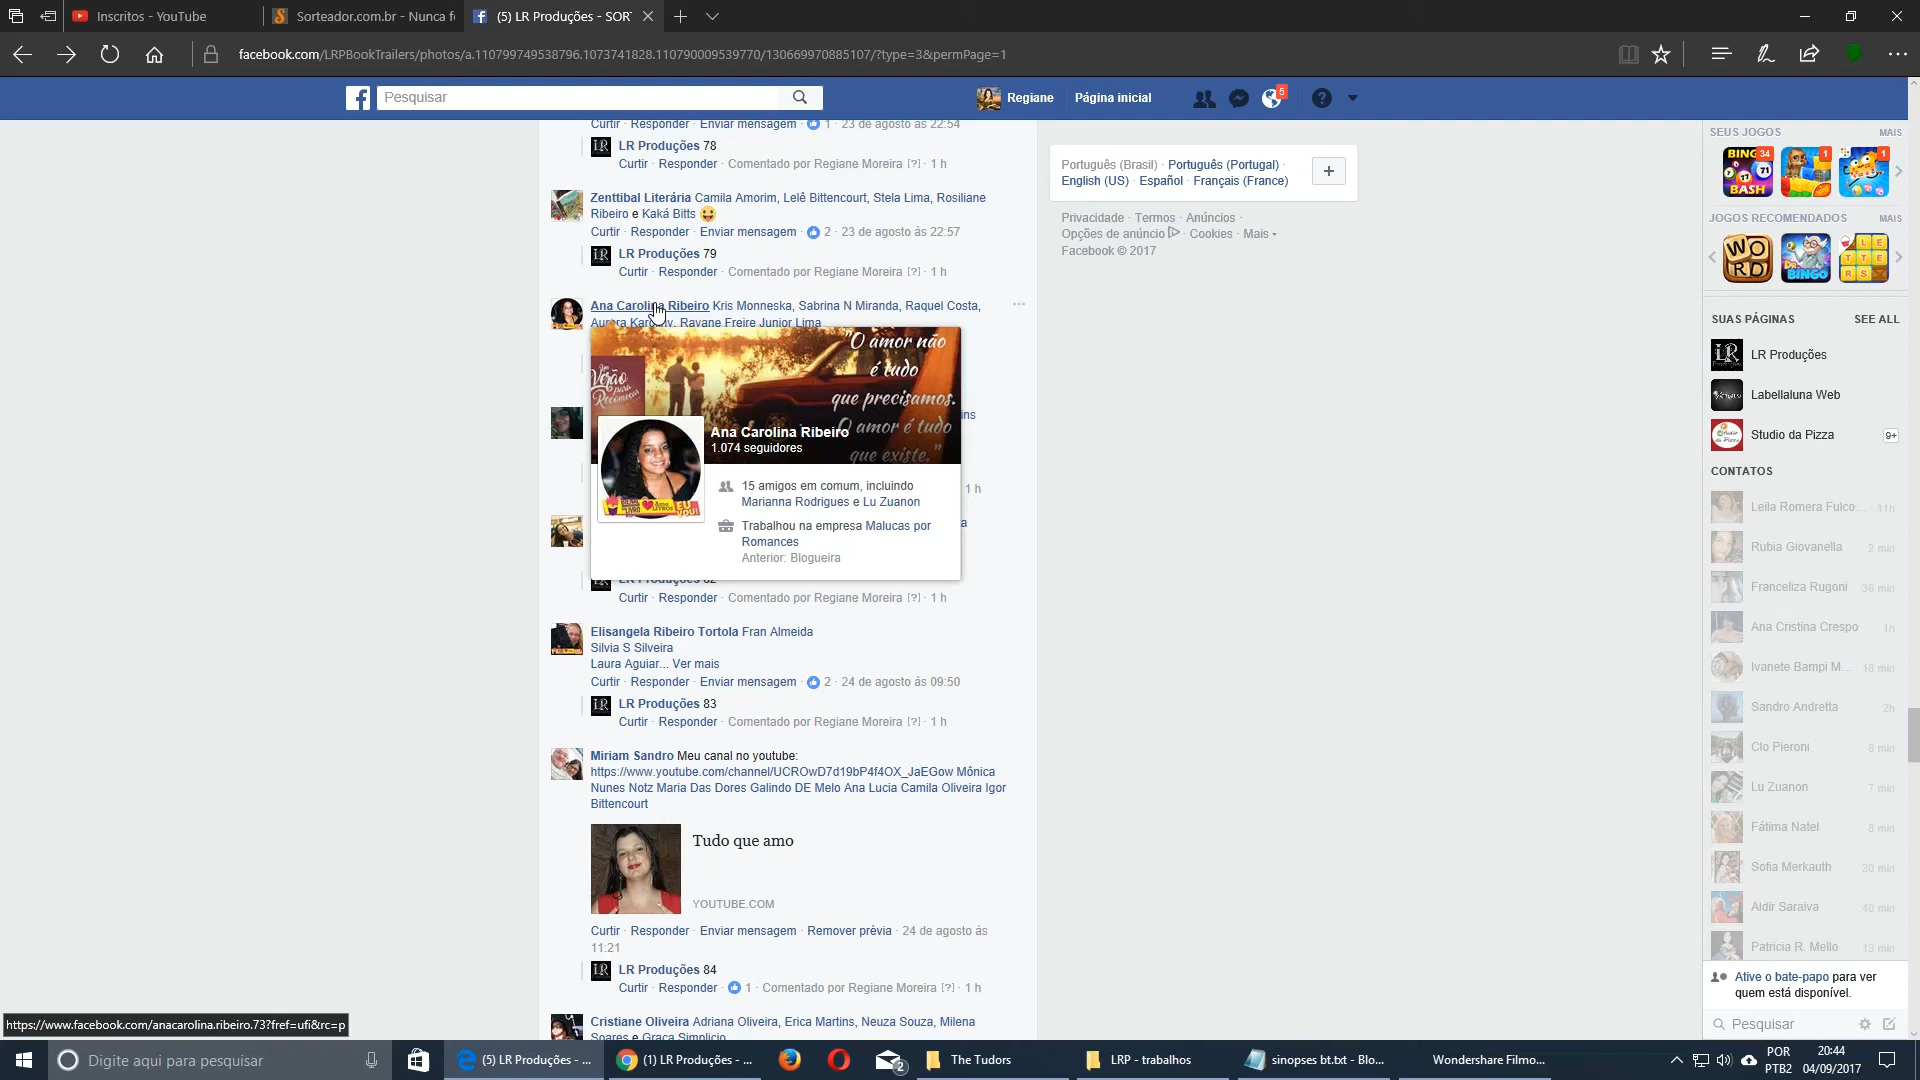 Inscritos - YouTube
Sorteador.com.br - Nunca f
(5) LR Produções - SOR
facebook.com/LRPBookTrailers/photos/a.110799749538796.1073741828.110790009539770/130669970885107/?type=3&permPage=1
Pesquisar
Regiane
Página inicial
5
Curtir · Responder · Enviar mensagem · 1 · 23 de agosto às 22:54
LR Produções 78
Curtir · Responder · Comentado por Regiane Moreira [?] · 1 h
Zenttibal Literária Camila Amorim, Lelê Bittencourt, Stela Lima, Rosiliane
Ribeiro e Kaká Bitts
Curtir · Responder · Enviar mensagem · 2 · 23 de agosto às 22:57
LR Produções 79
Curtir · Responder · Comentado por Regiane Moreira [?] · 1 h
Ana Carolina Ribeiro Kris Monneska, Sabrina N Miranda, Raquel Costa,
Rayane Freire Junior Lima
"O amor não
é tudo
que precisamos.
O amor é tudo
que existe."
Um
Verão
para
Recomeçar
Ana Carolina Ribeiro
1.074 seguidores
15 amigos em comum, incluindo
Marianna Rodrigues e Lu Zuanon
Trabalhou na empresa Malucas por
Romances
Anterior: Blogueira
ins
1 h
a
LR Produções 82
Curtir · Responder · Comentado por Regiane Moreira [?] · 1 h
Elisangela Ribeiro Tortola Fran Almeida
Silvia S Silveira
Laura Aguiar... Ver mais
Curtir · Responder · Enviar mensagem · 2 · 24 de agosto às 09:50
LR Produções 83
Curtir · Responder · Comentado por Regiane Moreira [?] · 1 h
Miriam Sandro Meu canal no youtube:
https://www.youtube.com/channel/UCROwD7d19bP4f4OX_JaEGow Mônica
Nunes Notz Maria Das Dores Galindo DE Melo Ana Lucia Camila Oliveira Igor
Bittencourt
Tudo que amo
YOUTUBE.COM
Curtir · Responder · Enviar mensagem · Remover prévia · 24 de agosto às
11:21
LR Produções 84
Curtir · Responder · 1 · Comentado por Regiane Moreira [?] · 1 h
Cristiane Oliveira Adriana Oliveira, Erica Martins, Neuza Souza, Milena
Soares e Graça Simplicio
Português (Brasil) · Português (Portugal) ·
English (US) · Español · Français (France)
Privacidade · Termos · Anúncios ·
Opções de anúncio · Cookies · Mais
Facebook © 2017
SEUS JOGOS MAIS
BINGO BASH 34
1
1
JOGOS RECOMENDADOS MAIS
WORD
DR. BINGO
LETTERS
SUAS PÁGINAS SEE ALL
LR Produções
Labellaluna Web
Studio da Pizza 9+
CONTATOS
Leila Romera Fulco... 11h
Rubia Giovanella 2 min
Franceliza Rugoni 36 min
Ana Cristina Crespo 1h
Ivanete Bampi M... 18 min
Sandro Andretta 2h
Clo Pieroni 8 min
Lu Zuanon 7 min
Fátima Natel 8 min
Sofia Merkauth 20 min
Aldir Saraiva 40 min
Patricia R. Mello 13 min
Ative o bate-papo para ver
quem está disponível.
Pesquisar
https://www.facebook.com/anacarolina.ribeiro.73?fref=ufi&rc=p
Digite aqui para pesquisar
(5) LR Produções - ...
(1) LR Produções - ...
2
The Tudors
LRP - trabalhos
sinopses bt.txt - Blo...
Wondershare Filmo...
POR
PTB2
20:44
04/09/2017